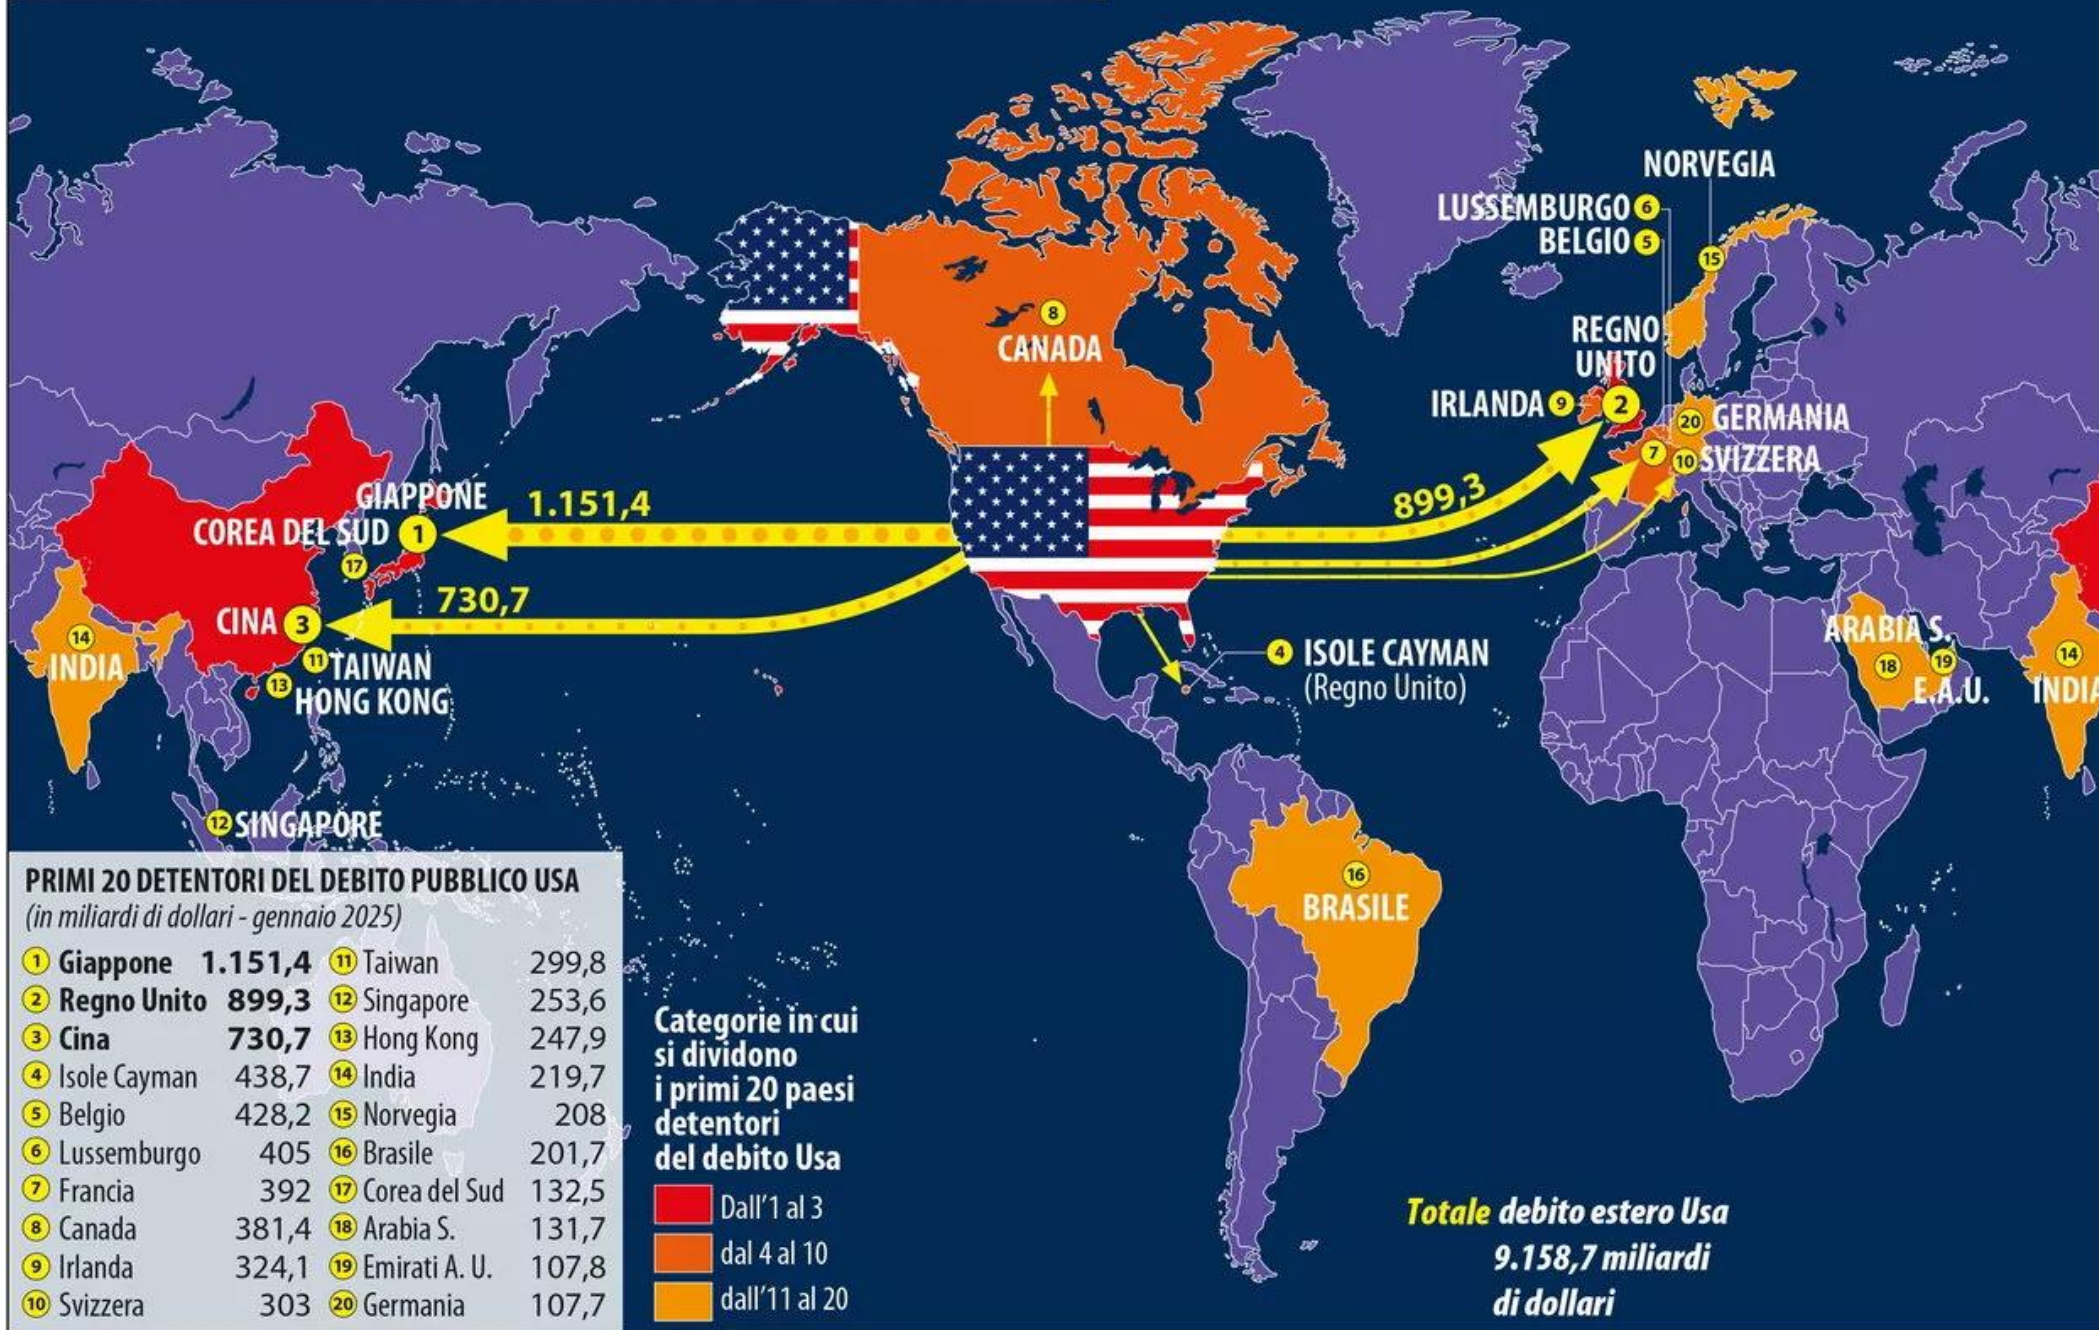 NORVEGIA
LUSSEMBURGO 6
BELGIO 5
15
REGNO
UNITO
8
CANADA
IRLANDA 9
2
20 GERMANIA
7
10 SVIZZERA
GIAPPONE
1.151,4
899,3
COREA DEL SUD 1
17
730,7
CINA 3
14
INDIA
11 TAIWAN
13
HONG KONG
4 ISOLE CAYMAN
(Regno Unito)
ARABIA S.
18
19
E.A.U.
14
INDIA
12 SINGAPORE
16
BRASILE
PRIMI 20 DETENTORI DEL DEBITO PUBBLICO USA
(in miliardi di dollari - gennaio 2025)
1 Giappone 1.151,4 11 Taiwan 299,8
2 Regno Unito 899,3 12 Singapore 253,6
3 Cina 730,7 13 Hong Kong 247,9
4 Isole Cayman 438,7 14 India 219,7
5 Belgio 428,2 15 Norvegia 208
6 Lussemburgo 405 16 Brasile 201,7
7 Francia 392 17 Corea del Sud 132,5
8 Canada 381,4 18 Arabia S. 131,7
9 Irlanda 324,1 19 Emirati A. U. 107,8
10 Svizzera 303 20 Germania 107,7
Categorie in cui
si dividono
i primi 20 paesi
detentori
del debito Usa
Dall'1 al 3
dal 4 al 10
dall'11 al 20
Totale debito estero Usa
9.158,7 miliardi
di dollari